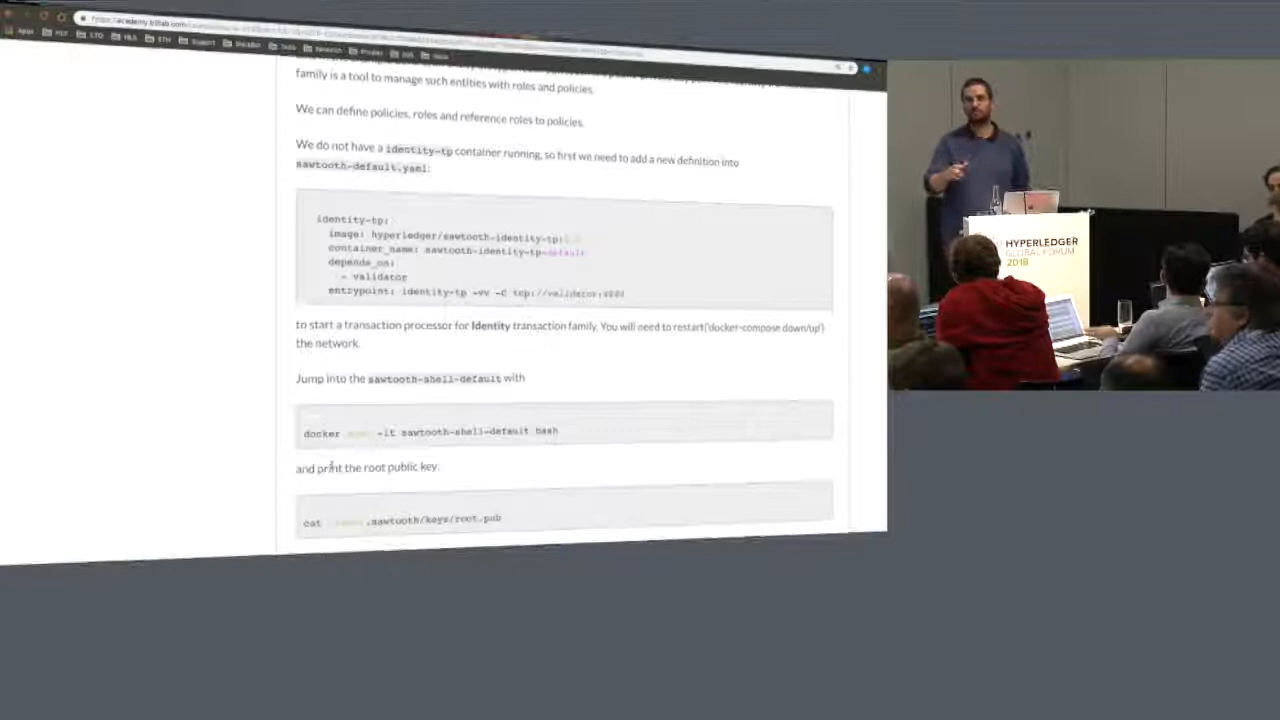 Apps
Support
Research
family is a tool to manage such entities with roles and policies.
We can define policies, roles and reference roles to policies.
We do not have a identity-tp container running, so first we need to add a new definition into
sawtooth-default.yaml:
identity-tp:
image: hyperledger/sawtooth-identity-tp:
container_name: sawtooth-identity-tp-default
depends_on:
- validator
entrypoint: identity-tp -vv -C tcp://validator:4004
to start a transaction processor for Identity transaction family. You will need to restart('docker-compose down/up')
the network.
Jump into the sawtooth-shell-default with
docker -it sawtooth-shell-default bash
and print the root public key:
cat .sawtooth/keys/root.pub
HYPERLEDGER
GLOBAL FORUM
2018